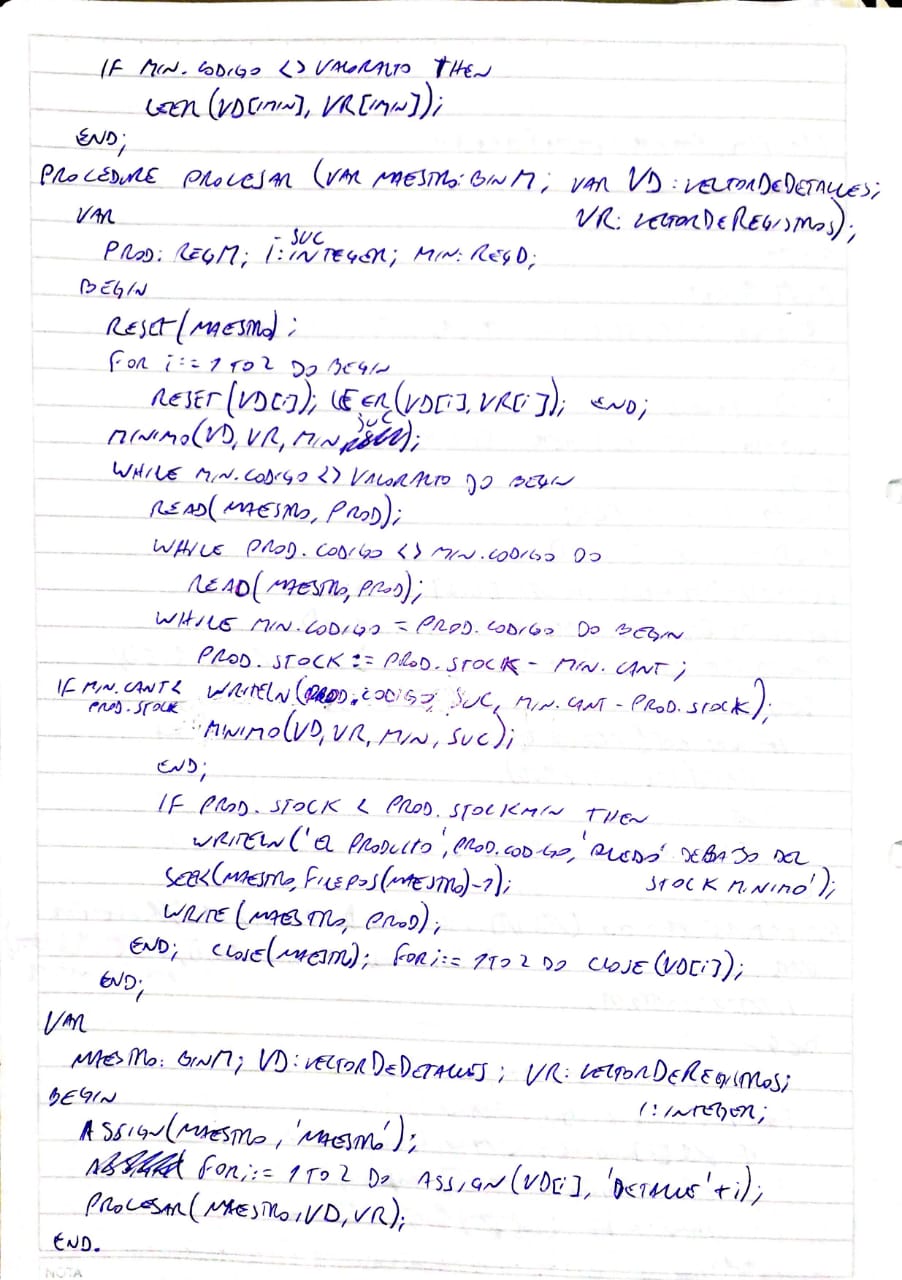 IF MIN.CODIGO <> VALORALTO THEN
LEER(VD[IMIN], VR[IMIN]);
END;
PROCEDURE PROCESAR (VAR MAESTRO: BINM; VAR VD: VECTORDEDETALLES;
VR: VECTORDEREGISTROS);
VAR
PROD: REGM; I, SUC: INTEGER; MIN: REGD;
BEGIN
RESET(MAESTRO);
FOR i:= 1 TO 2 DO BEGIN
RESET(VD[i]); LEER(VD[i], VR[i]); END;
MINIMO(VD, VR, MIN, SUC);
WHILE MIN.CODIGO <> VALORALTO DO BEGIN
READ(MAESTRO, PROD);
WHILE PROD.CODIGO <> MIN.CODIGO DO
READ(MAESTRO, PROD);
WHILE MIN.CODIGO = PROD.CODIGO DO BEGIN
PROD.STOCK := PROD.STOCK - MIN.CANT;
IF MIN.CANT < PROD.STOCK WRITELN(PROD.CODIGO, SUC, MIN.CANT - PROD.STOCK);
MINIMO(VD, VR, MIN, SUC);
END;
IF PROD.STOCK < PROD.STOCKMIN THEN
WRITELN('EL PRODUCTO', PROD.CODIGO, 'QUEDÓ DEBAJO DEL
STOCK MINIMO');
SEEK(MAESTRO, FILEPOS(MAESTRO)-1);
WRITE(MAESTRO, PROD);
END; CLOSE(MAESTRO); FOR i:= 1 TO 2 DO CLOSE(VD[i]);
END;
VAR
MAESTRO: BINM; VD: VECTORDEDETALLES; VR: VECTORDEREGISTROS;
I: INTEGER;
BEGIN
ASSIGN(MAESTRO, 'MAESTRO');
FOR i:= 1 TO 2 DO ASSIGN(VD[i], 'DETALLE'+i);
PROCESAR(MAESTRO, VD, VR);
END.
NOTA